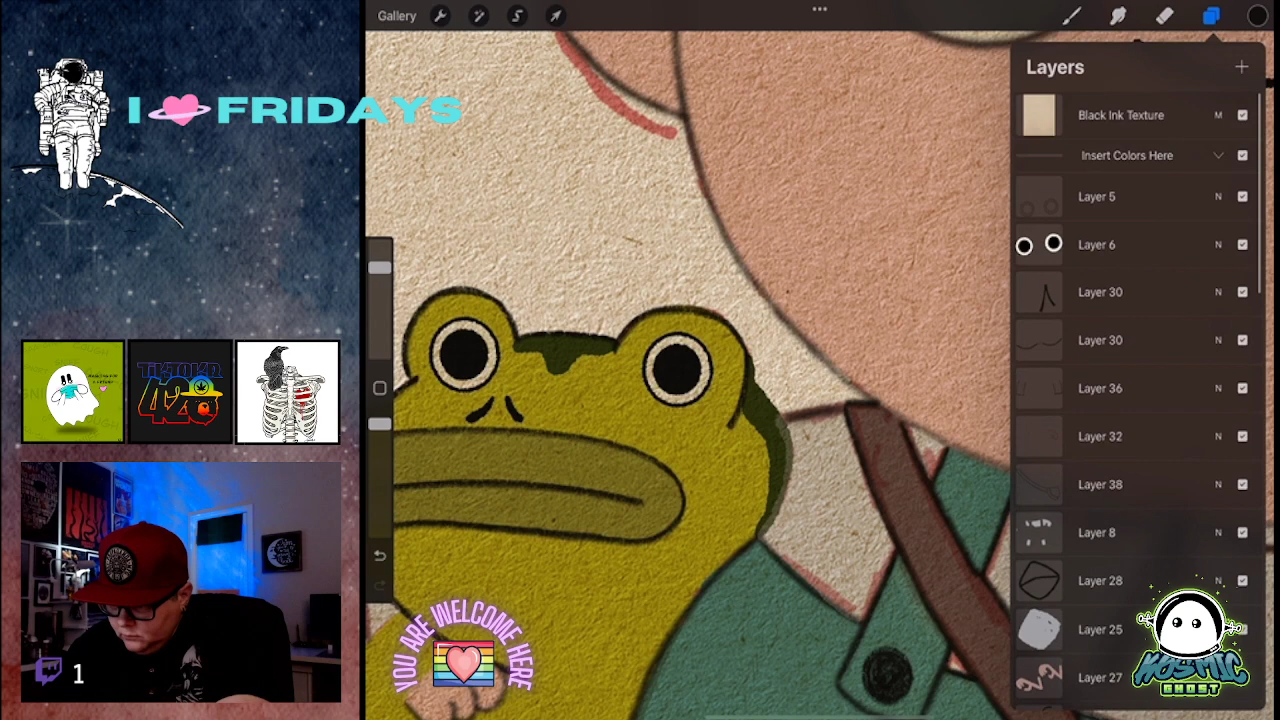 Gallery
I FRIDAYS
Layers
Black Ink Texture M
Insert Colors Here
Layer 5 N
Layer 6 N
Layer 30 N
Layer 30 N
Layer 36 N
Layer 32 N
Layer 38 N
Layer 8 N
Layer 28 N
Layer 25
Layer 27
420
YOU ARE WELCOME HERE
1
KOSMIC
GHOST